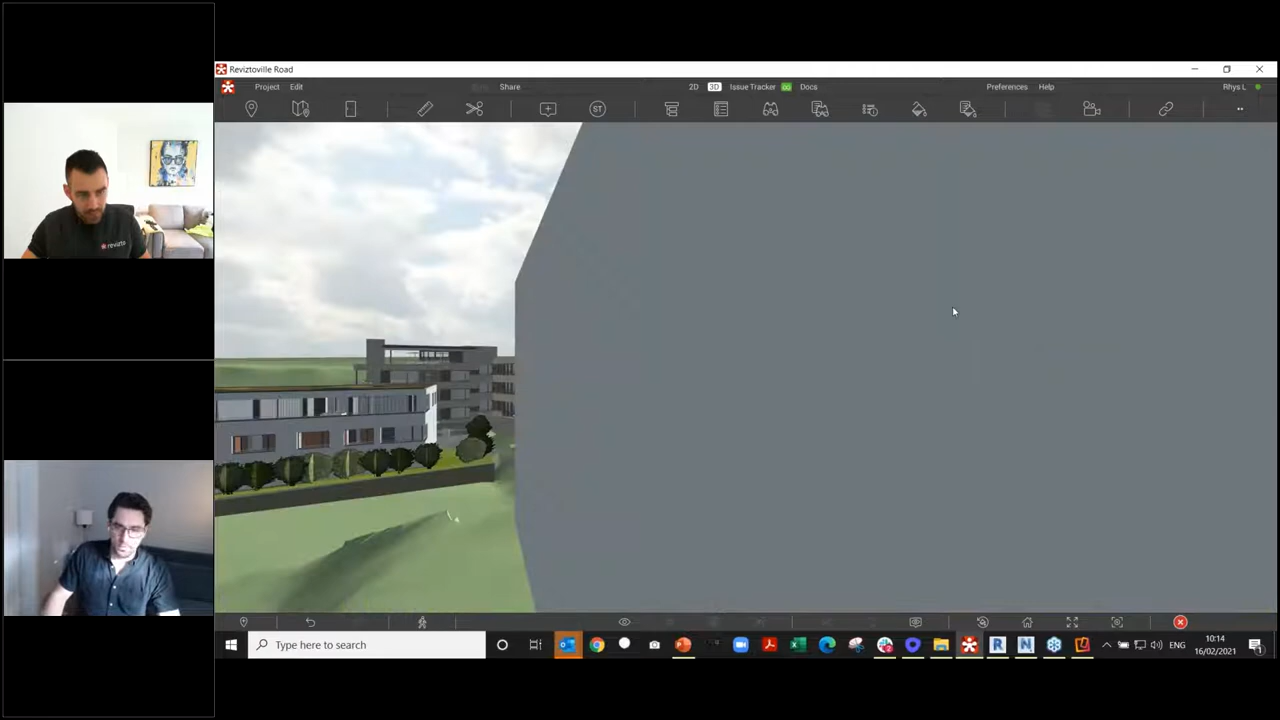 Reviztoville Road
Project Edit Share 2D 3D Issue Tracker Docs Preferences Help Rhys L
ST
revizto
Type here to search
ENG
10:14
16/02/2021